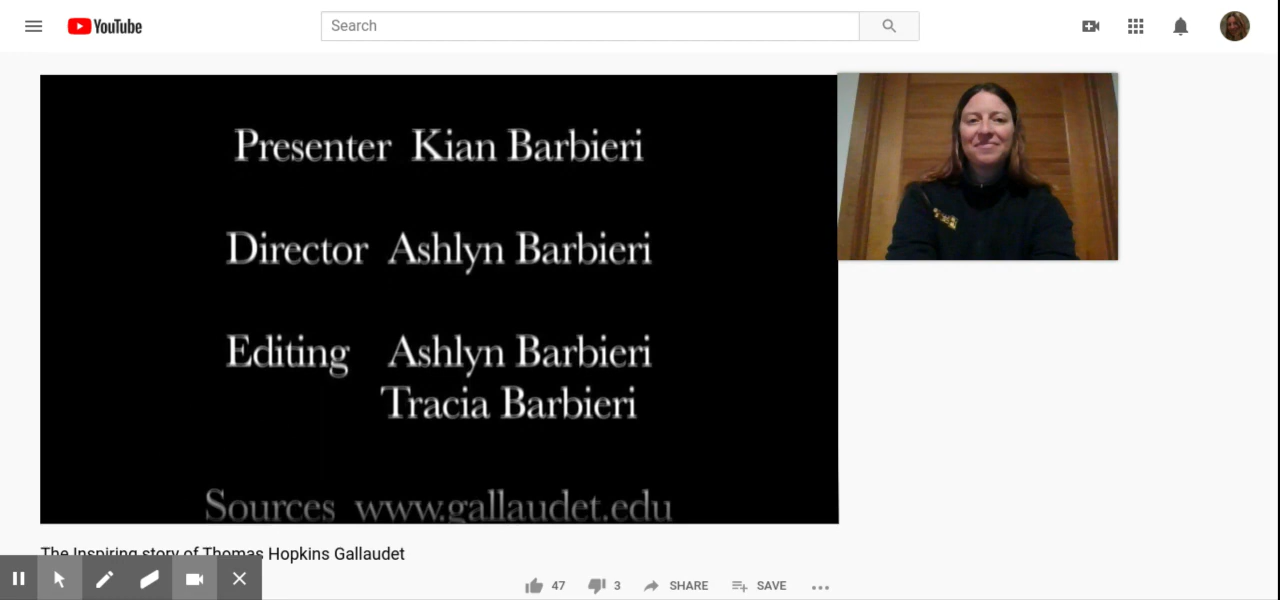 YouTube
Search
Presenter Kian Barbieri
Director Ashlyn Barbieri
Editing Ashlyn Barbieri
Tracia Barbieri
Sources www.gallaudet.edu
The Inspiring story of Thomas Hopkins Gallaudet
47
3
SHARE
SAVE